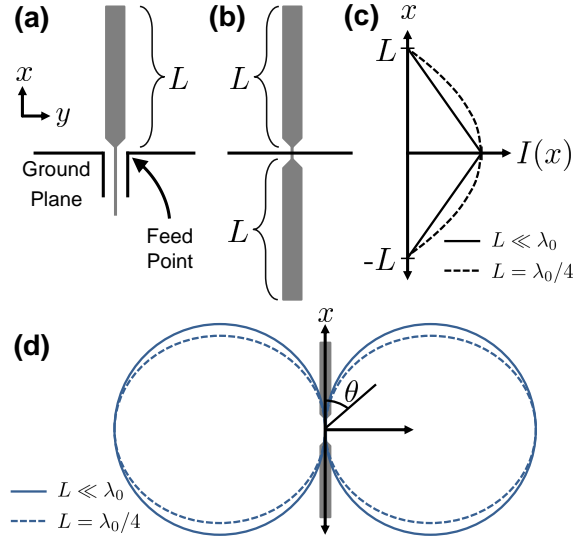 (a)
L
x
y
Ground
Plane
Feed
Point
(b)
L
L
(c)
x
L
I(x)
-L
L ≪ λ₀
L = λ₀/4
(d)
x
θ
L ≪ λ₀
L = λ₀/4